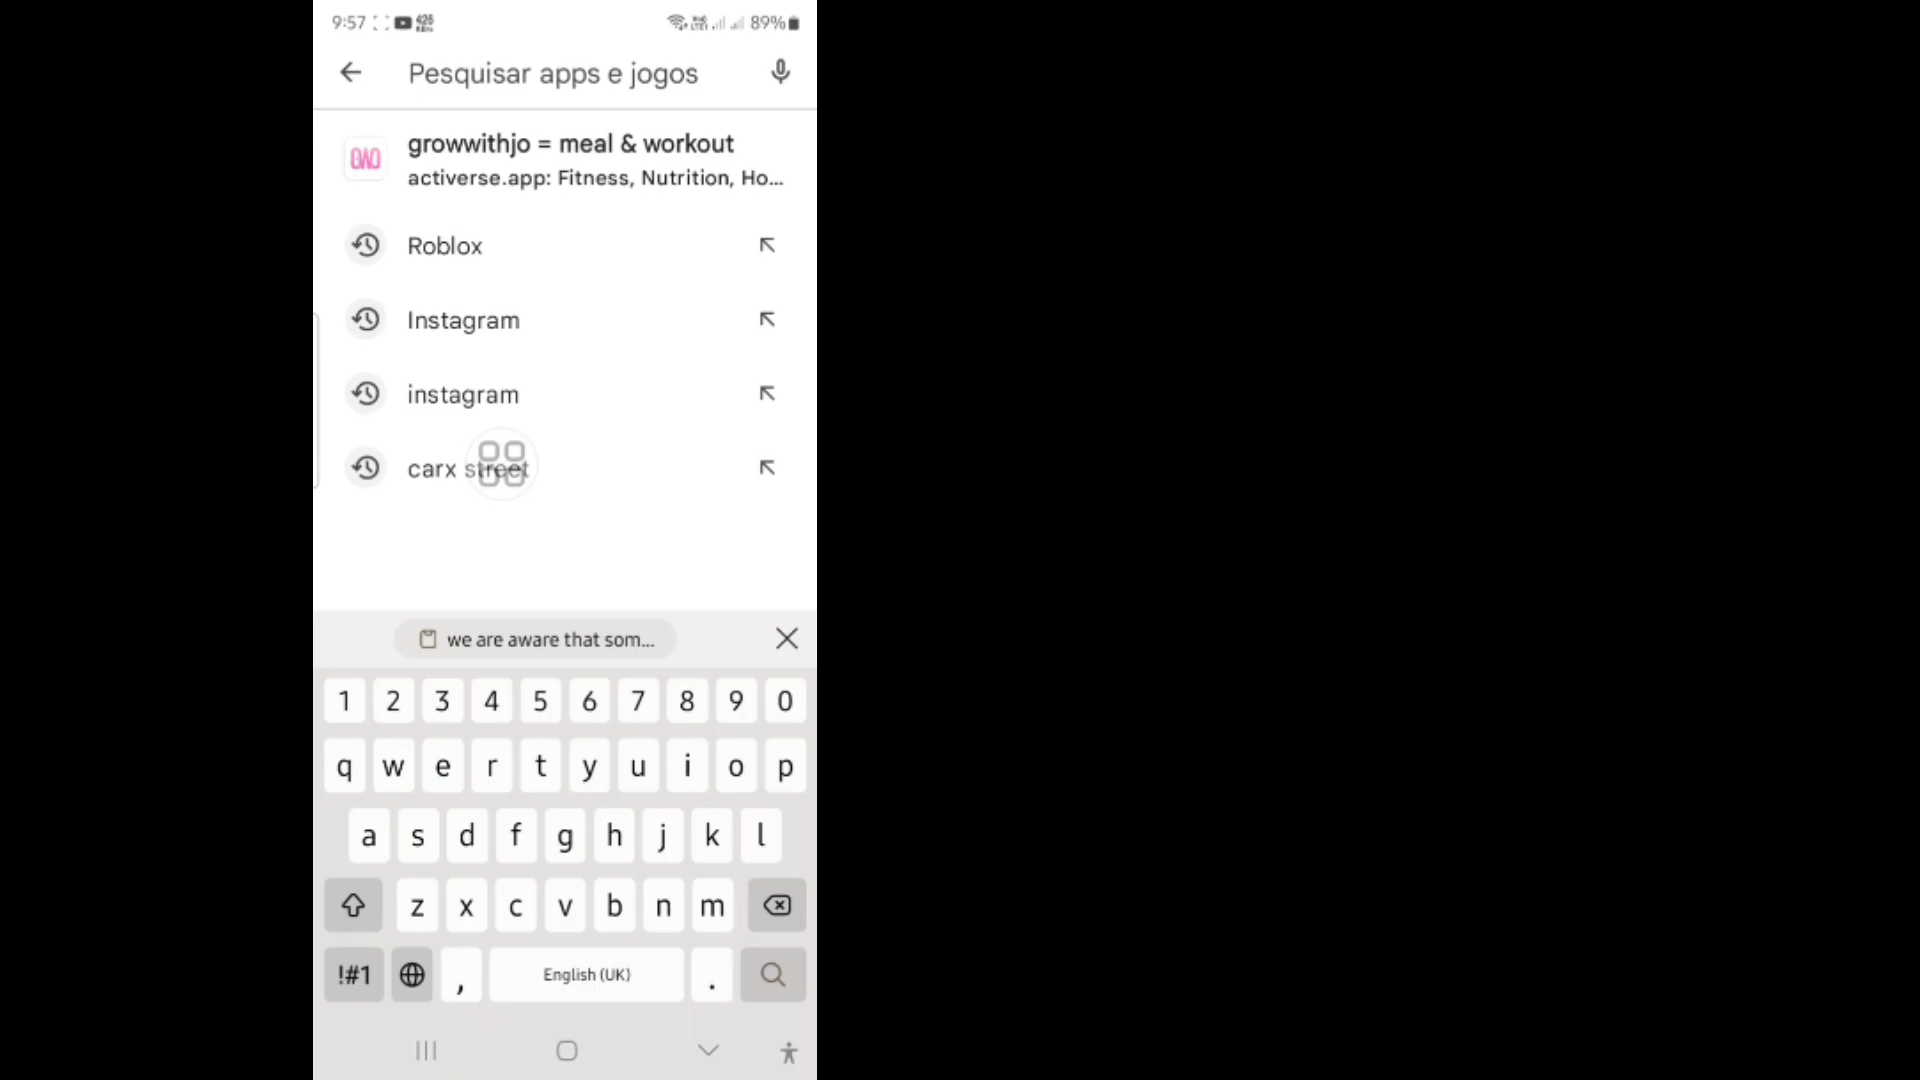 9:57
89%
Pesquisar apps e jogos
growwithjo = meal & workout
activerse.app: Fitness, Nutrition, Ho...
Roblox
Instagram
instagram
carx street
we are aware that som...
1 2 3 4 5 6 7 8 9 0
q w e r t y u i o p
a s d f g h j k l
z x c v b n m
!#1 , English (UK) .